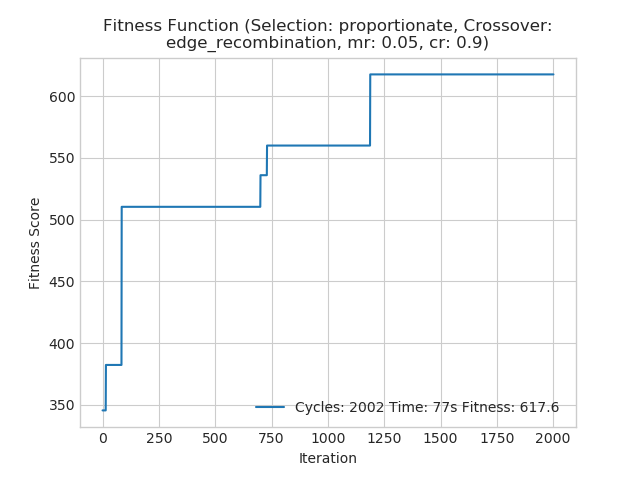 Fitness Function (Selection: proportionate, Crossover:
edge_recombination, mr: 0.05, cr: 0.9)
600
550
500
450
400
350
Fitness Score
Cycles: 2002 Time: 77s Fitness: 617.6
0 250 500 750 1000 1250 1500 1750 2000
Iteration